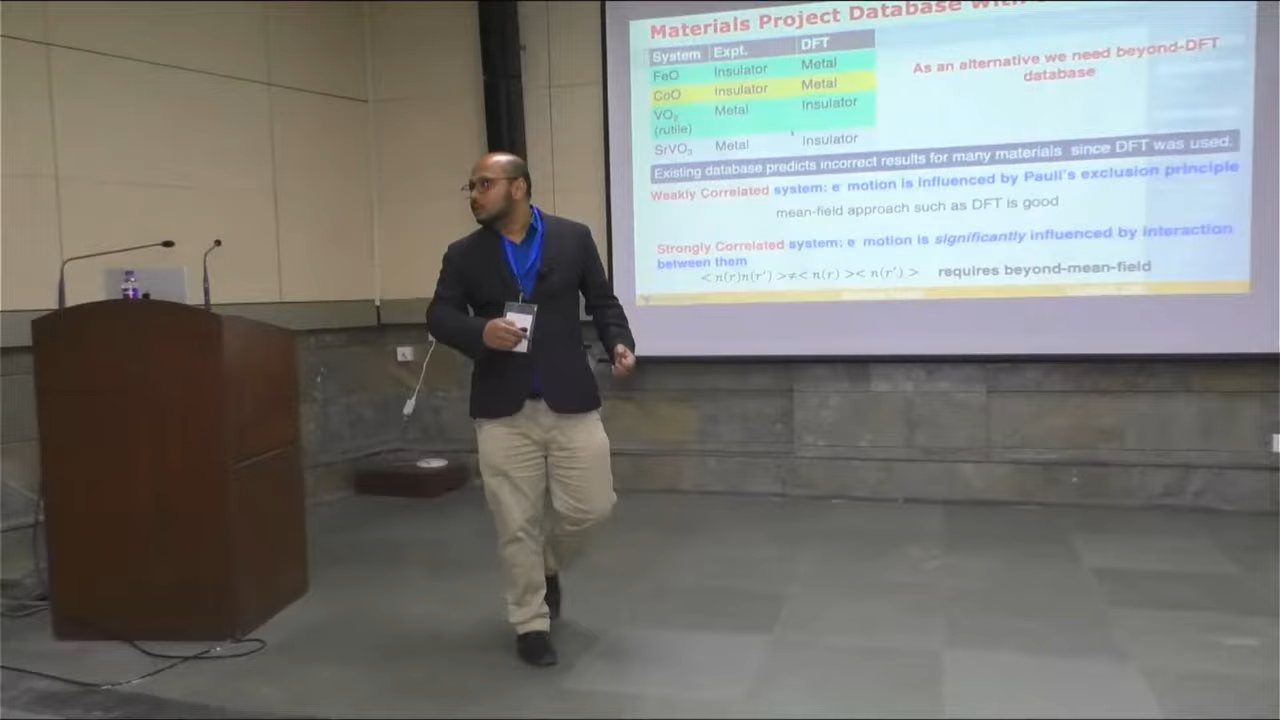 Materials Project Database with
System Expt. DFT
FeO Insulator Metal
CoO Insulator Metal
VO₂ Metal Insulator
(rutile)
SrVO₃ Metal Insulator
As an alternative we need beyond-DFT
database
Existing database predicts incorrect results for many materials since DFT was used.
Weakly Correlated system: e⁻ motion is influenced by Pauli's exclusion principle
mean-field approach such as DFT is good
Strongly Correlated system: e⁻ motion is significantly influenced by interaction
between them
< n(r)n(r′) >≠< n(r) >< n(r′) > requires beyond-mean-field